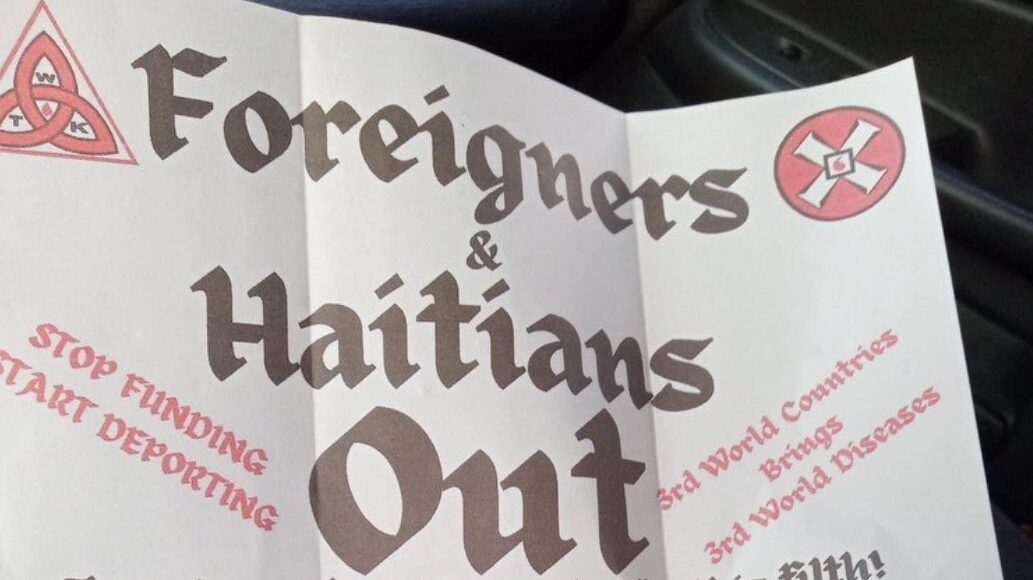 W
T K
Foreigners
&
Haitians
STOP FUNDING
START DEPORTING
3rd World Countries
Brings
3rd World Diseases
Out
filth!